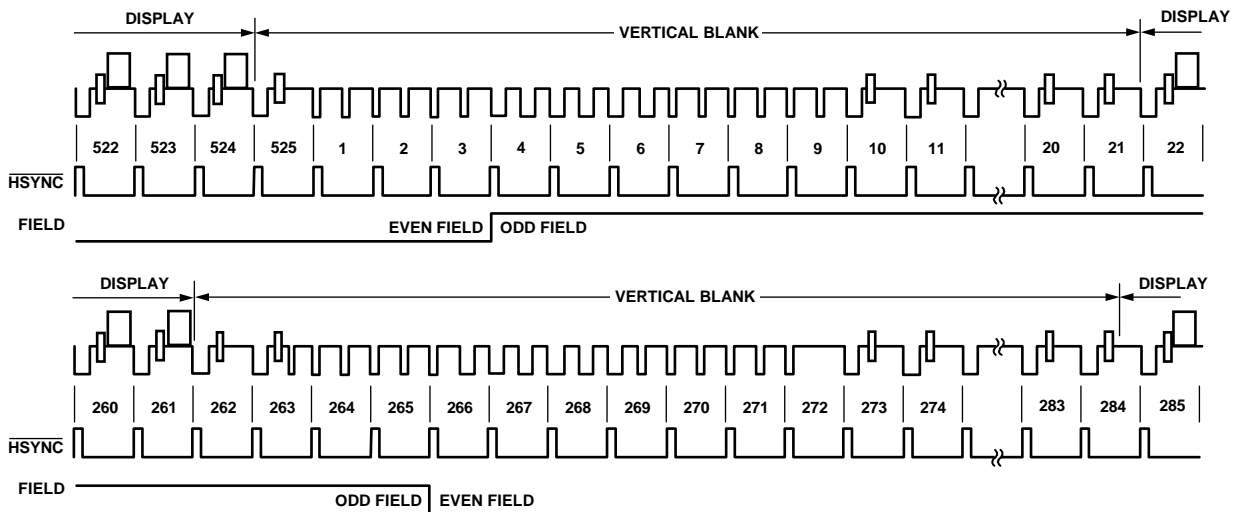 DISPLAY VERTICAL BLANK DISPLAY
522 523 524 525 1 2 3 4 5 6 7 8 9 10 11 20 21 22
HSYNC
FIELD EVEN FIELD ODD FIELD
DISPLAY VERTICAL BLANK DISPLAY
260 261 262 263 264 265 266 267 268 269 270 271 272 273 274 283 284 285
HSYNC
FIELD ODD FIELD EVEN FIELD